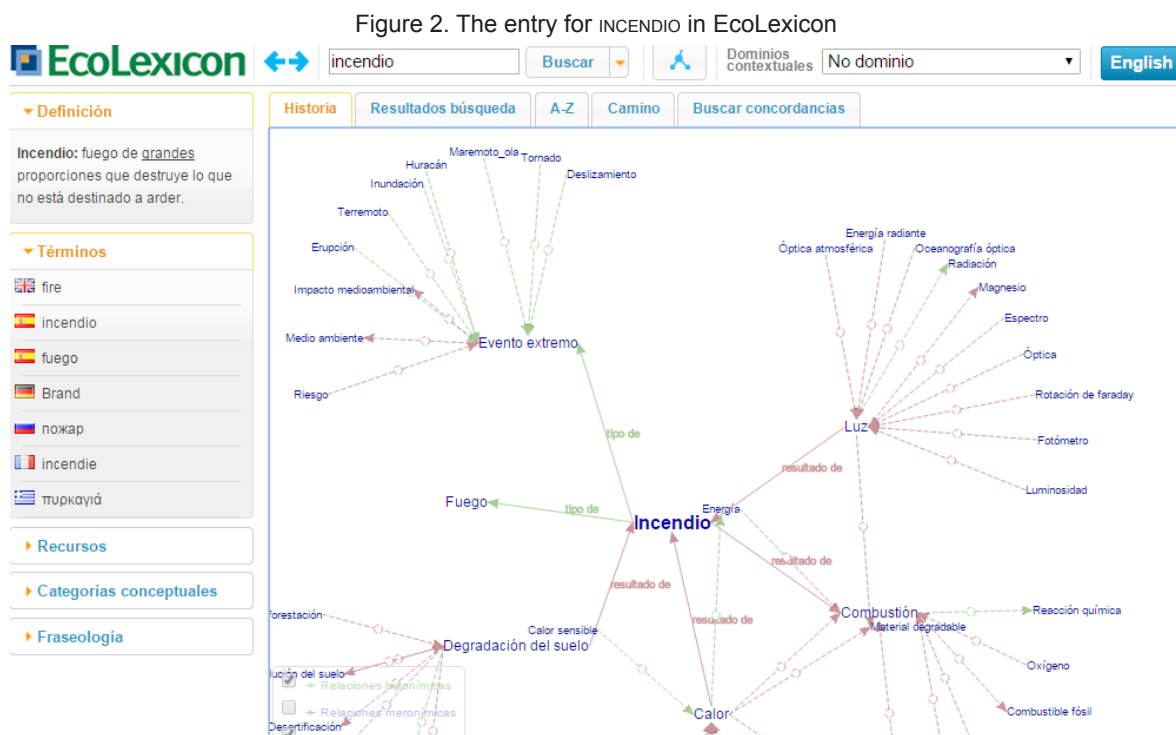 Figure 2. The entry for INCENDIO in EcoLexicon
EcoLexicon
incendio
Buscar
Dominios contextuales
No dominio
English
Definición
Incendio: fuego de grandes
proporciones que destruye lo que
no está destinado a arder.
Términos
fire
incendio
fuego
Brand
пожар
incendie
πυρκαγιά
Recursos
Categorías conceptuales
Fraseología
Historia
Resultados búsqueda
A-Z
Camino
Buscar concordancias
Maremoto_ola
Tornado
Huracán
Deslizamiento
Inundación
Terremoto
Erupción
Impacto medioambiental
Medio ambiente
Evento extremo
Riesgo
Energía radiante
Óptica atmosférica
Oceanografía óptica
Radiación
Magnesio
Espectro
Óptica
Rotación de faraday
Luz
Fotómetro
Luminosidad
tipo de
resultado de
Fuego
tipo de
Energía
Incendio
resultado de
resultado de
resultado de
Combustión
Reacción química
Material degradable
forestación
Calor sensible
Degradación del suelo
Oxígeno
lución del suelo
Relaciones hiponímicas
Relaciones meronímicas
Calor
Combustible fósil
Desertificación